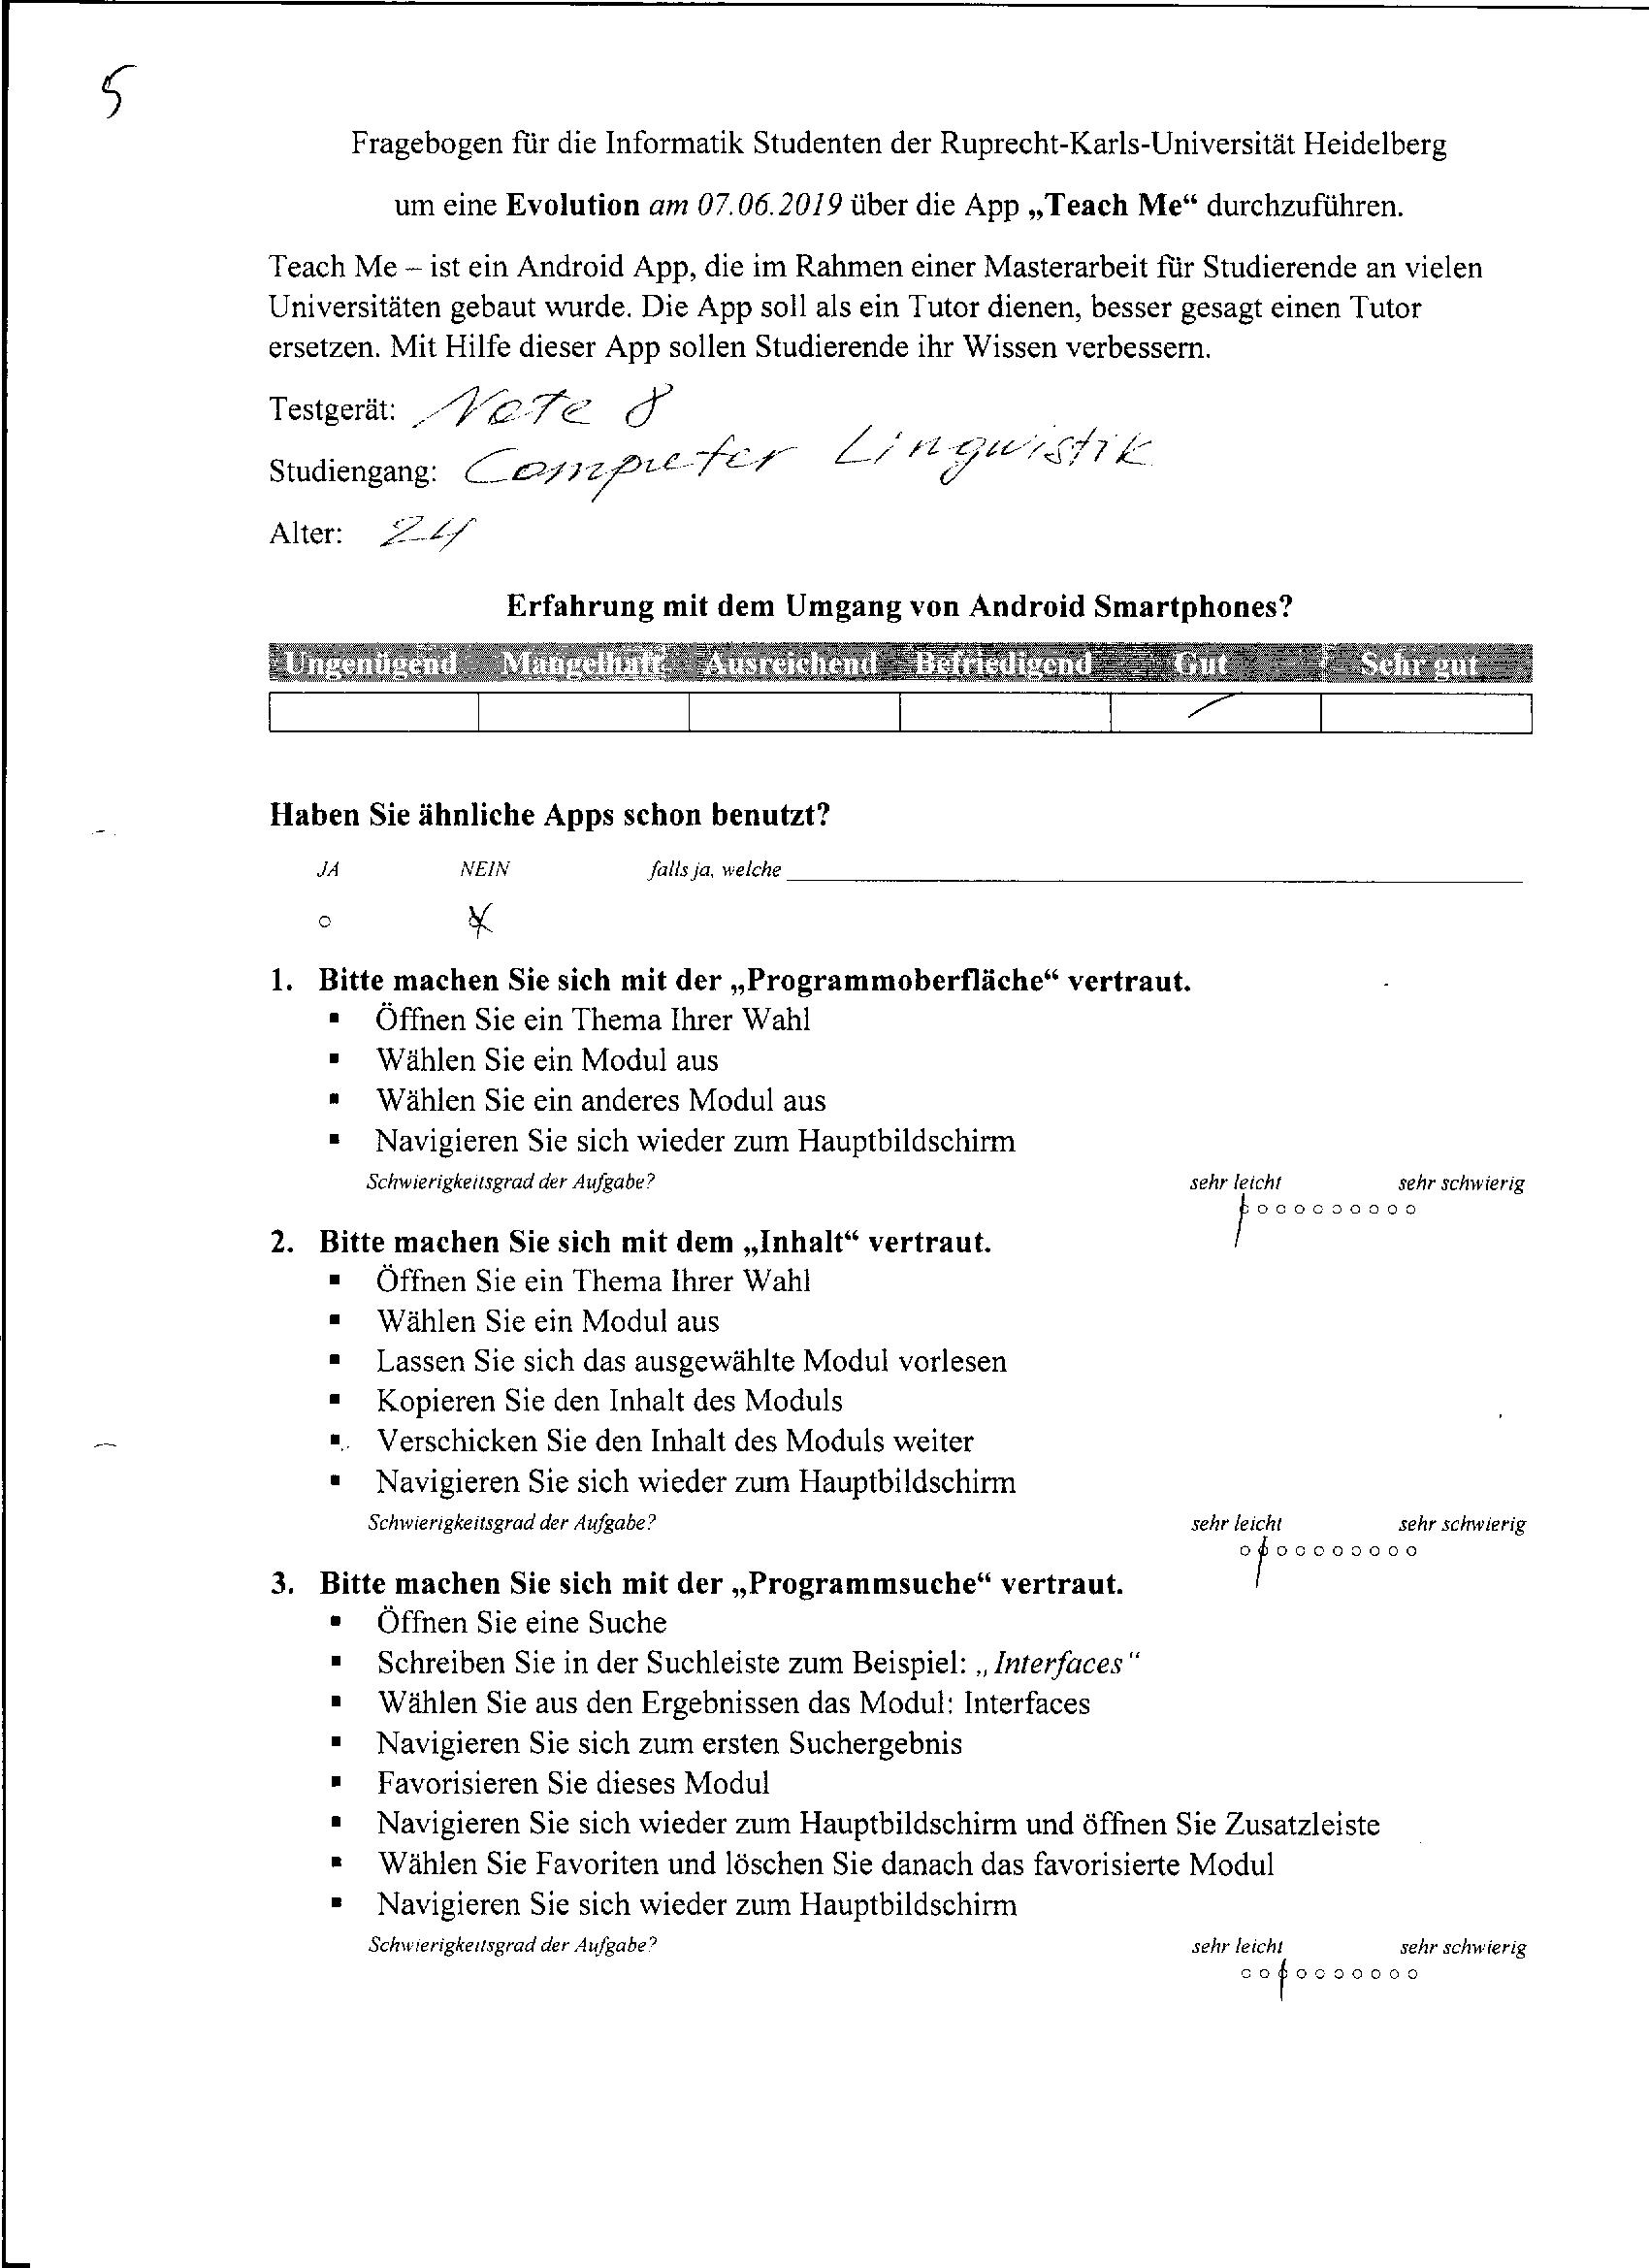 5
Fragebogen für die Informatik Studenten der Ruprecht-Karls-Universität Heidelberg
um eine Evolution am 07.06.2019 über die App „Teach Me“ durchzuführen.
Teach Me – ist ein Android App, die im Rahmen einer Masterarbeit für Studierende an vielen
Universitäten gebaut wurde. Die App soll als ein Tutor dienen, besser gesagt einen Tutor
ersetzen. Mit Hilfe dieser App sollen Studierende ihr Wissen verbessern.
Testgerät: Note 8
Studiengang: Computer Linguistik
Alter: 24
Erfahrung mit dem Umgang von Android Smartphones?
Ungenügend Mangelhaft Ausreichend Befriedigend Gut Sehr gut
Haben Sie ähnliche Apps schon benutzt?
JA NEIN falls ja, welche
1. Bitte machen Sie sich mit der „Programmoberfläche“ vertraut.
▪ Öffnen Sie ein Thema Ihrer Wahl
▪ Wählen Sie ein Modul aus
▪ Wählen Sie ein anderes Modul aus
▪ Navigieren Sie sich wieder zum Hauptbildschirm
Schwierigkeitsgrad der Aufgabe? sehr leicht sehr schwierig
2. Bitte machen Sie sich mit dem „Inhalt“ vertraut.
▪ Öffnen Sie ein Thema Ihrer Wahl
▪ Wählen Sie ein Modul aus
▪ Lassen Sie sich das ausgewählte Modul vorlesen
▪ Kopieren Sie den Inhalt des Moduls
▪ Verschicken Sie den Inhalt des Moduls weiter
▪ Navigieren Sie sich wieder zum Hauptbildschirm
Schwierigkeitsgrad der Aufgabe? sehr leicht sehr schwierig
3. Bitte machen Sie sich mit der „Programmsuche“ vertraut.
▪ Öffnen Sie eine Suche
▪ Schreiben Sie in der Suchleiste zum Beispiel: „Interfaces“
▪ Wählen Sie aus den Ergebnissen das Modul: Interfaces
▪ Navigieren Sie sich zum ersten Suchergebnis
▪ Favorisieren Sie dieses Modul
▪ Navigieren Sie sich wieder zum Hauptbildschirm und öffnen Sie Zusatzleiste
▪ Wählen Sie Favoriten und löschen Sie danach das favorisierte Modul
▪ Navigieren Sie sich wieder zum Hauptbildschirm
Schwierigkeitsgrad der Aufgabe? sehr leicht sehr schwierig